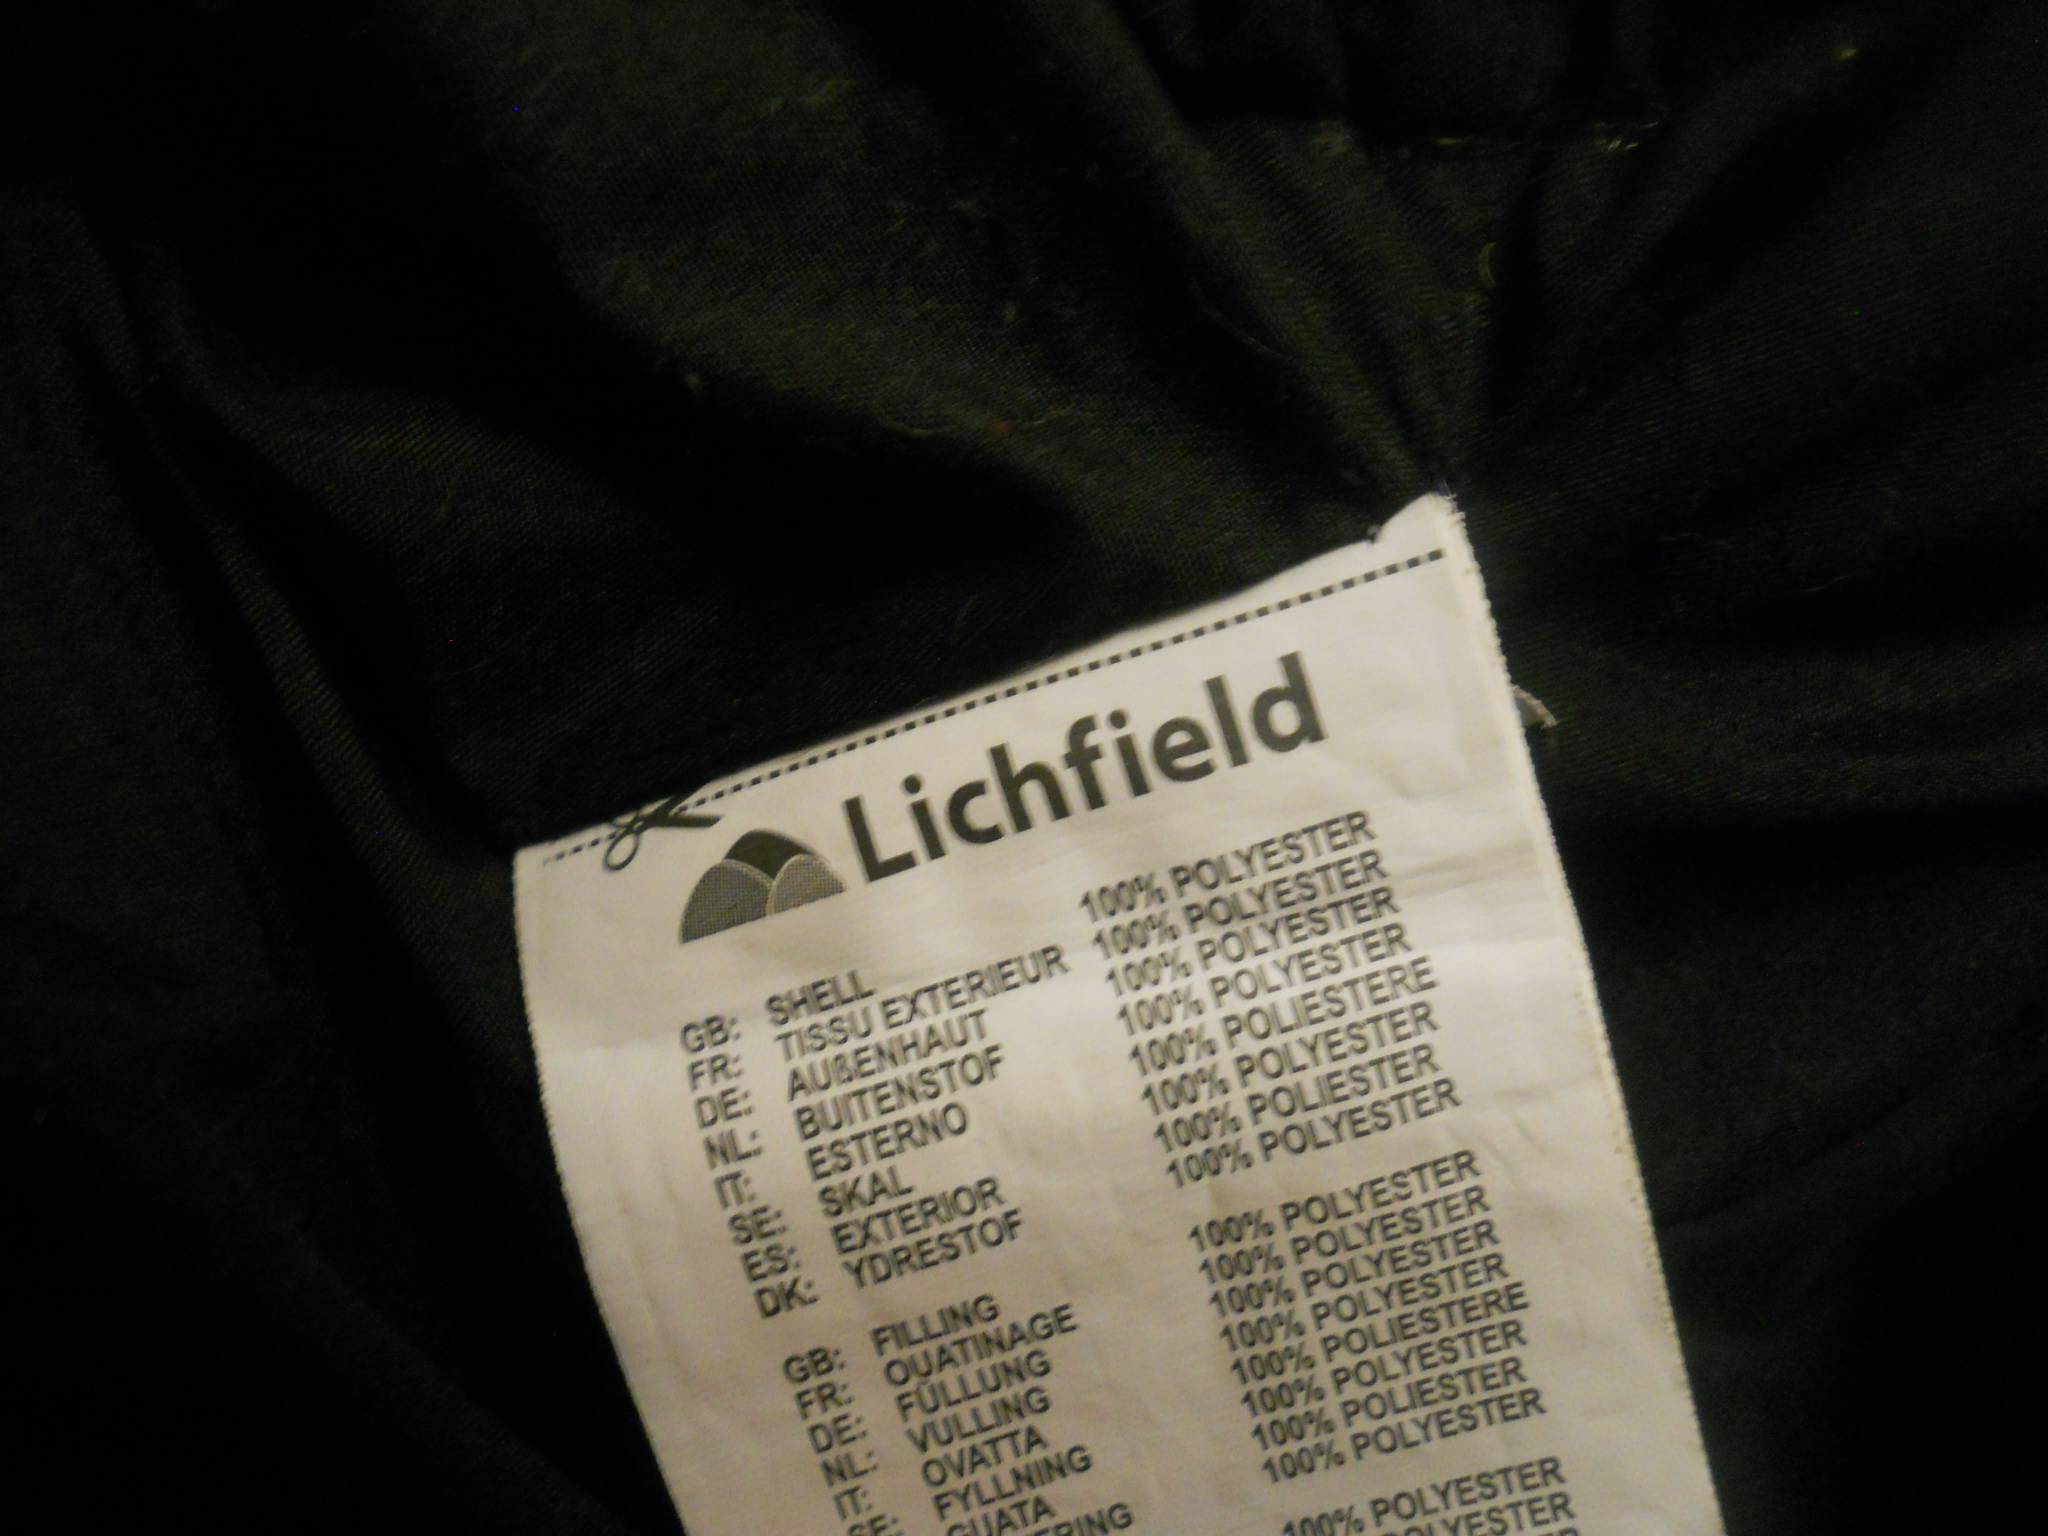 Lichfield
GB: SHELL 100% POLYESTER
FR: TISSU EXTERIEUR 100% POLYESTER
DE: AUßENHAUT 100% POLYESTER
NL: BUITENSTOF 100% POLYESTER
IT: ESTERNO 100% POLIESTERE
SE: SKAL 100% POLYESTER
ES: EXTERIOR 100% POLIESTER
DK: YDRESTOF 100% POLYESTER
GB: FILLING 100% POLYESTER
FR: OUATINAGE 100% POLYESTER
DE: FÜLLUNG 100% POLYESTER
NL: VULLING 100% POLYESTER
IT: OVATTA 100% POLIESTERE
SE: FYLLNING 100% POLYESTER
GUATA 100% POLIESTER
100% POLYESTER
100% POLYESTER
POLYESTER